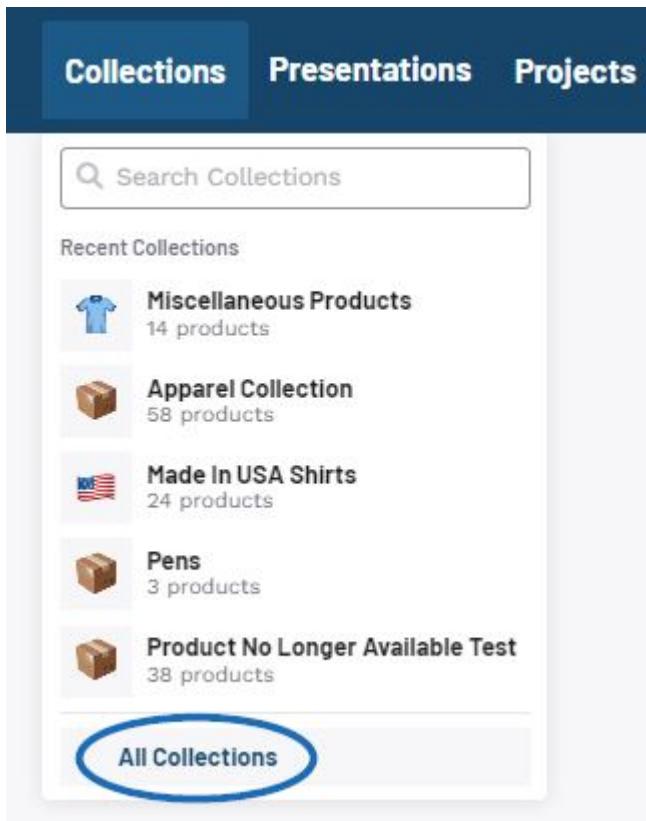 Collections Presentations Projects
Search Collections
Recent Collections
Miscellaneous Products
14 products
Apparel Collection
58 products
Made In USA Shirts
24 products
Pens
3 products
Product No Longer Available Test
38 products
All Collections